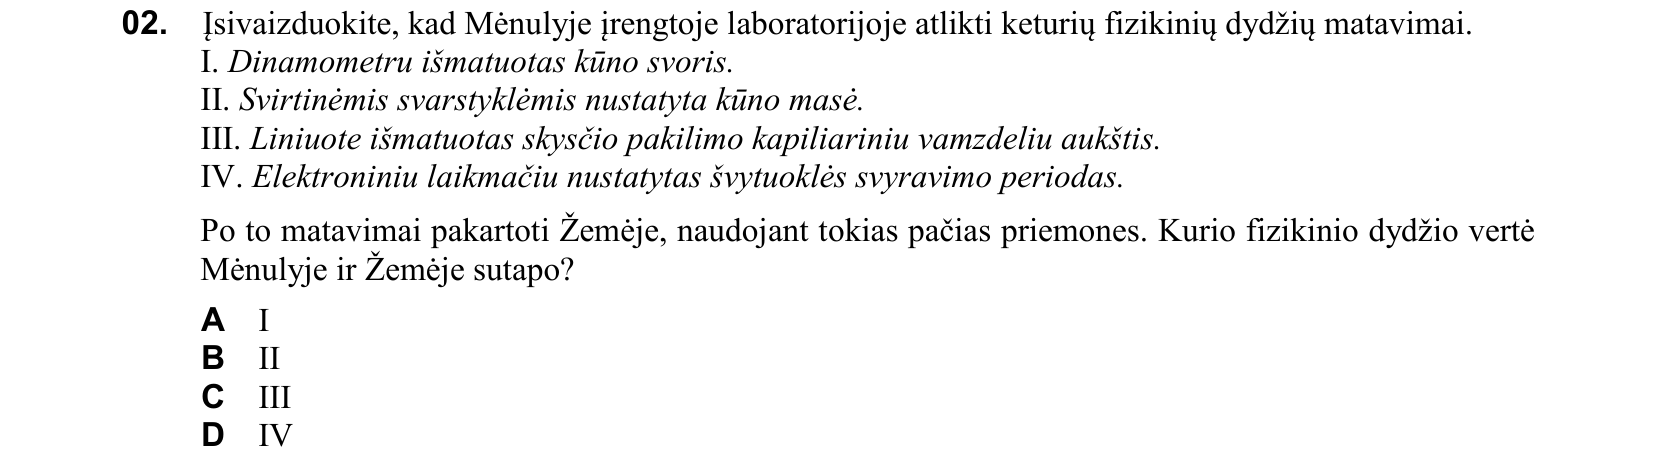 02. Įsivaizduokite, kad Mėnulyje įrengtoje laboratorijoje atlikti keturių fizikinių dydžių matavimai.
I. Dinamometru išmatuotas kūno svoris.
II. Svirtinėmis svarstyklėmis nustatyta kūno masė.
III. Liniuote išmatuotas skysčio pakilimo kapiliariniu vamzdeliu aukštis.
IV. Elektroniniu laikmačiu nustatytas švytuoklės svyravimo periodas.
Po to matavimai pakartoti Žemėje, naudojant tokias pačias priemones. Kurio fizikinio dydžio vertė
Mėnulyje ir Žemėje sutapo?
A I
B II
C III
D IV